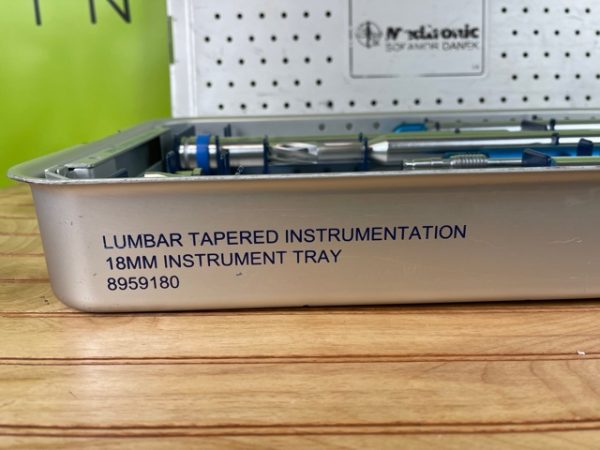 Medtronic
SOFAMOR DANEK
LUMBAR TAPERED INSTRUMENTATION
18MM INSTRUMENT TRAY
8959180